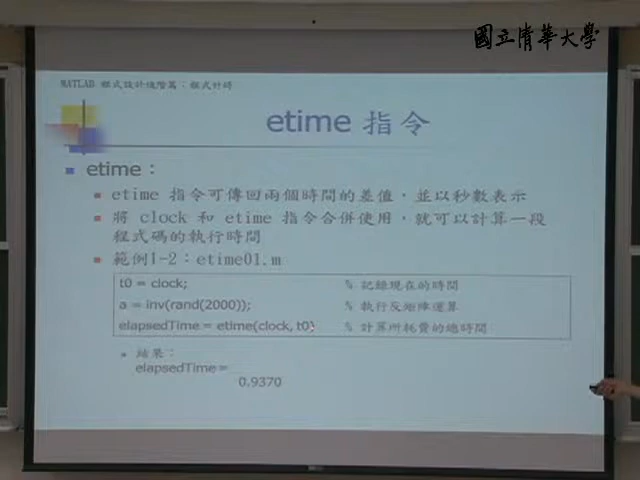 國立清華大學
MATLAB 程式設計進階篇：程式計時
etime 指令
etime：
etime 指令可傳回兩個時間的差值，並以秒數表示
將 clock 和 etime 指令合併使用，就可以計算一段
程式碼的執行時間
範例1-2：etime01.m
t0 = clock; % 記錄現在的時間
a = inv(rand(2000)); % 執行反矩陣運算
elapsedTime = etime(clock, t0) % 計算所耗費的總時間
結果：
elapsedTime =
0.9370